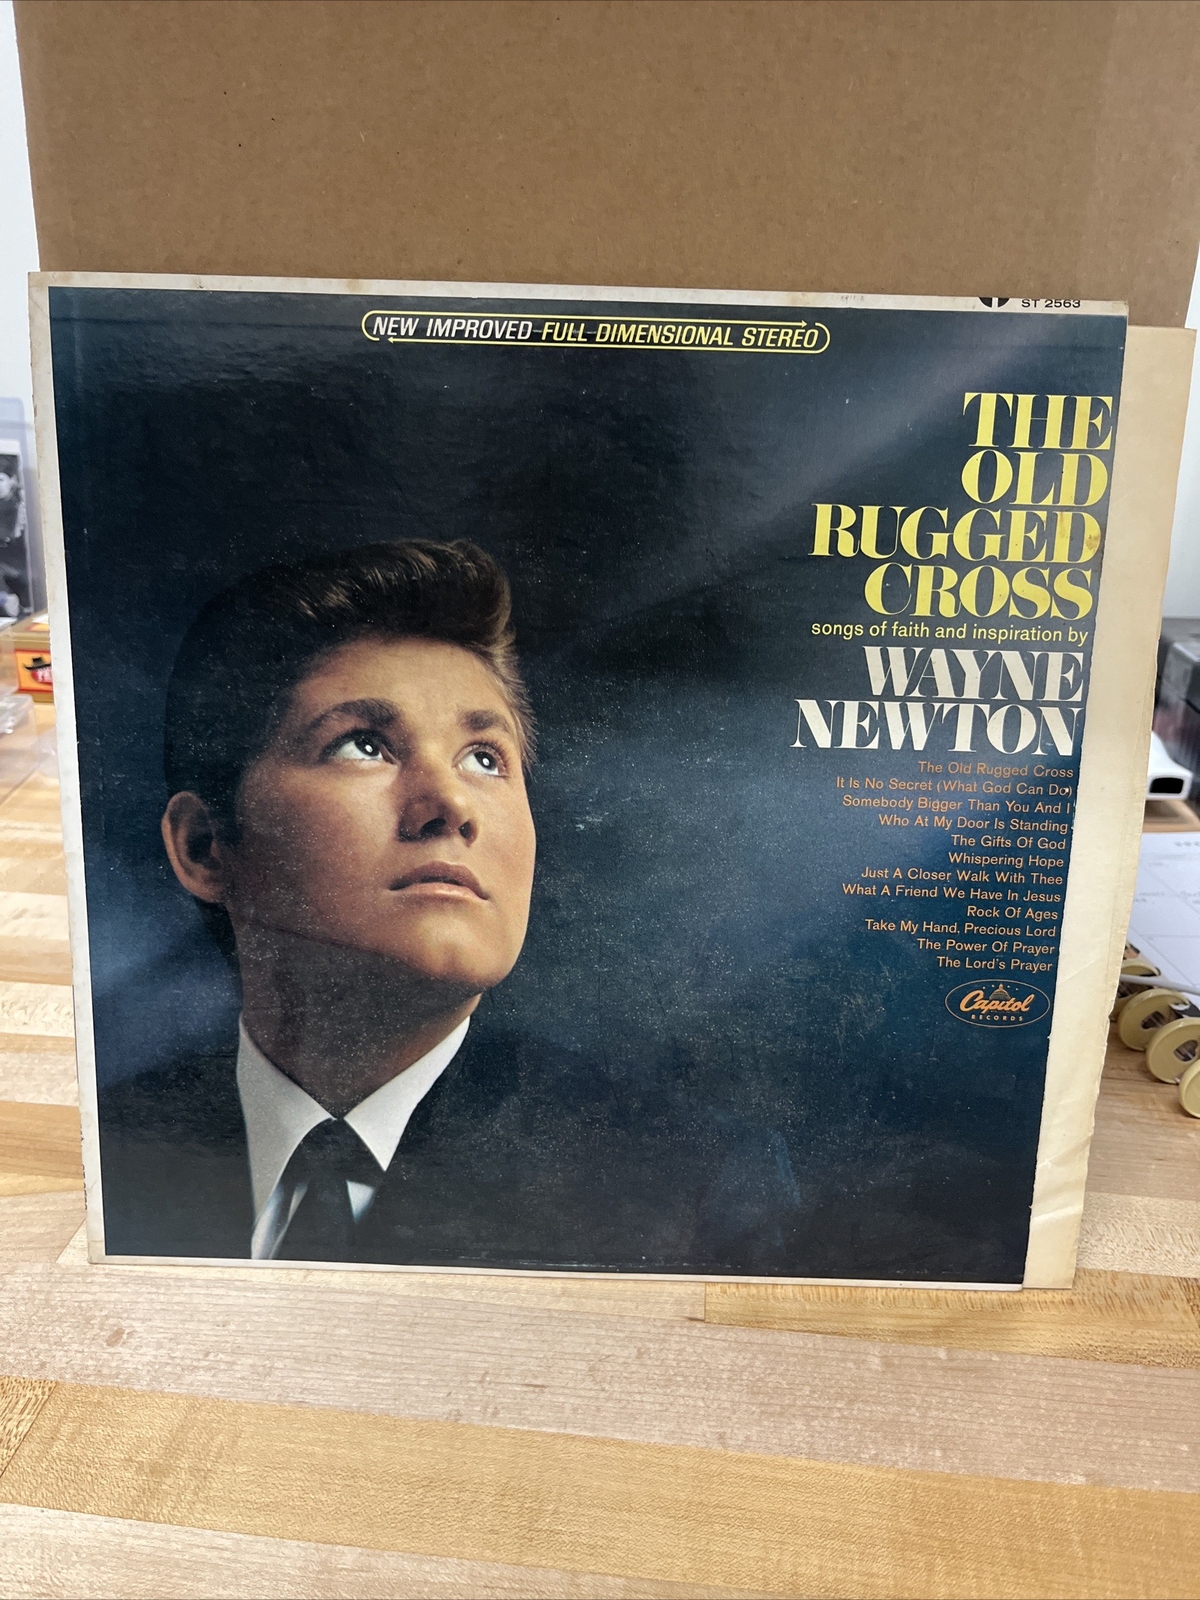 ST 2563
NEW IMPROVED FULL DIMENSIONAL STEREO
THE
OLD
RUGGED
CROSS
songs of faith and inspiration by
WAYNE
NEWTON
The Old Rugged Cross
It Is No Secret (What God Can Do)
Somebody Bigger Than You And I
Who At My Door Is Standing
The Gifts Of God
Whispering Hope
Just A Closer Walk With Thee
What A Friend We Have In Jesus
Rock Of Ages
Take My Hand, Precious Lord
The Power Of Prayer
The Lord's Prayer
Capitol
RECORDS